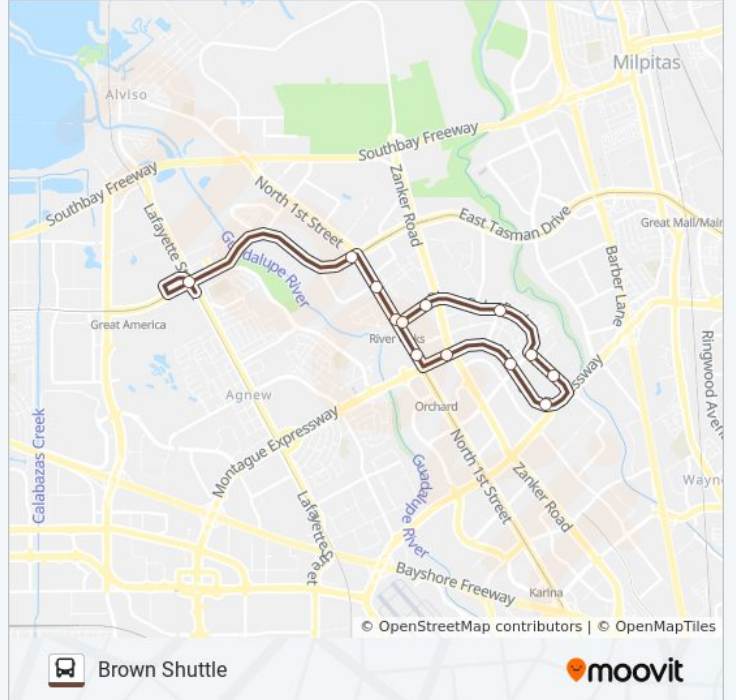 Milpitas
Alviso
Southbay Freeway
Southbay Freeway
North 1st Street
Zanker Road
East Tasman Drive
Great Mall/Main
Lafayette St
Guadalupe River
Barber Lane
Great America
River Oaks
Ringwood Aven
Agnew
Orchard
Montague Expressway
Calabazas Creek
Lafayette Street
Guadalupe River
North 1st Street
Zanker Road
Wayne
Bayshore Freeway
Karina
© OpenStreetMap contributors | © OpenMapTiles
Brown Shuttle
moovit